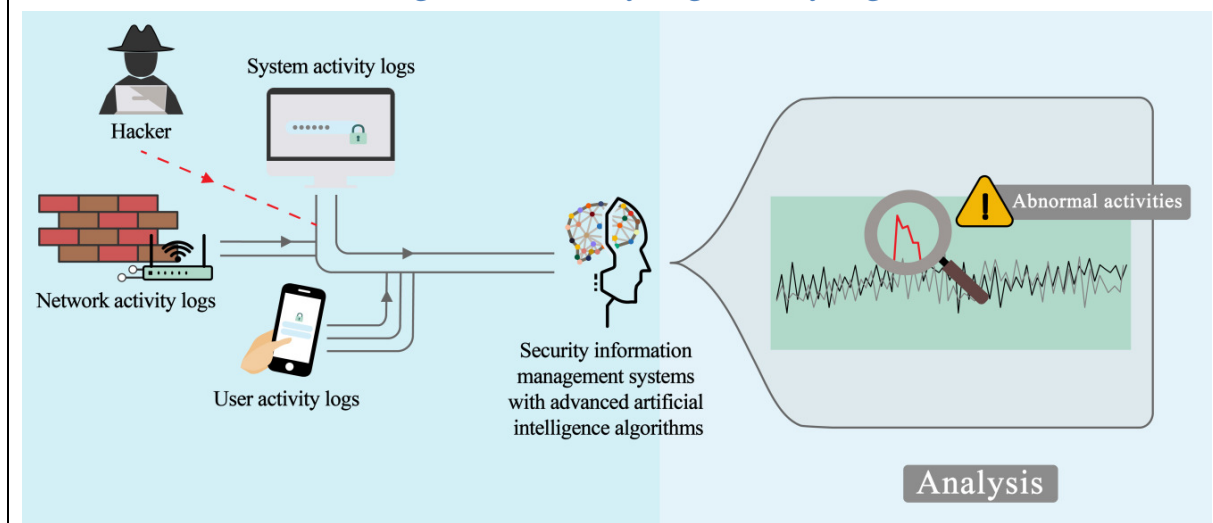 System activity logs
Hacker
Network activity logs
User activity logs
Security information
management systems
with advanced artificial
intelligence algorithms
Abnormal activities
Analysis